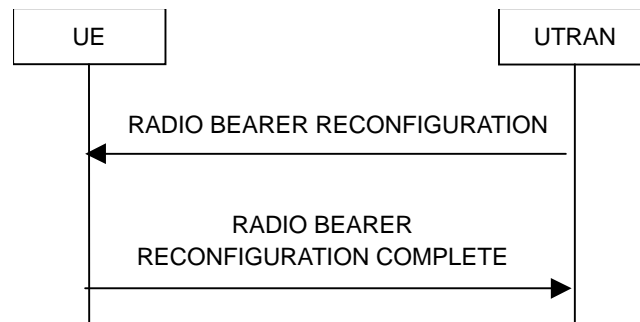 UE
UTRAN
RADIO BEARER RECONFIGURATION
RADIO BEARER
RECONFIGURATION COMPLETE